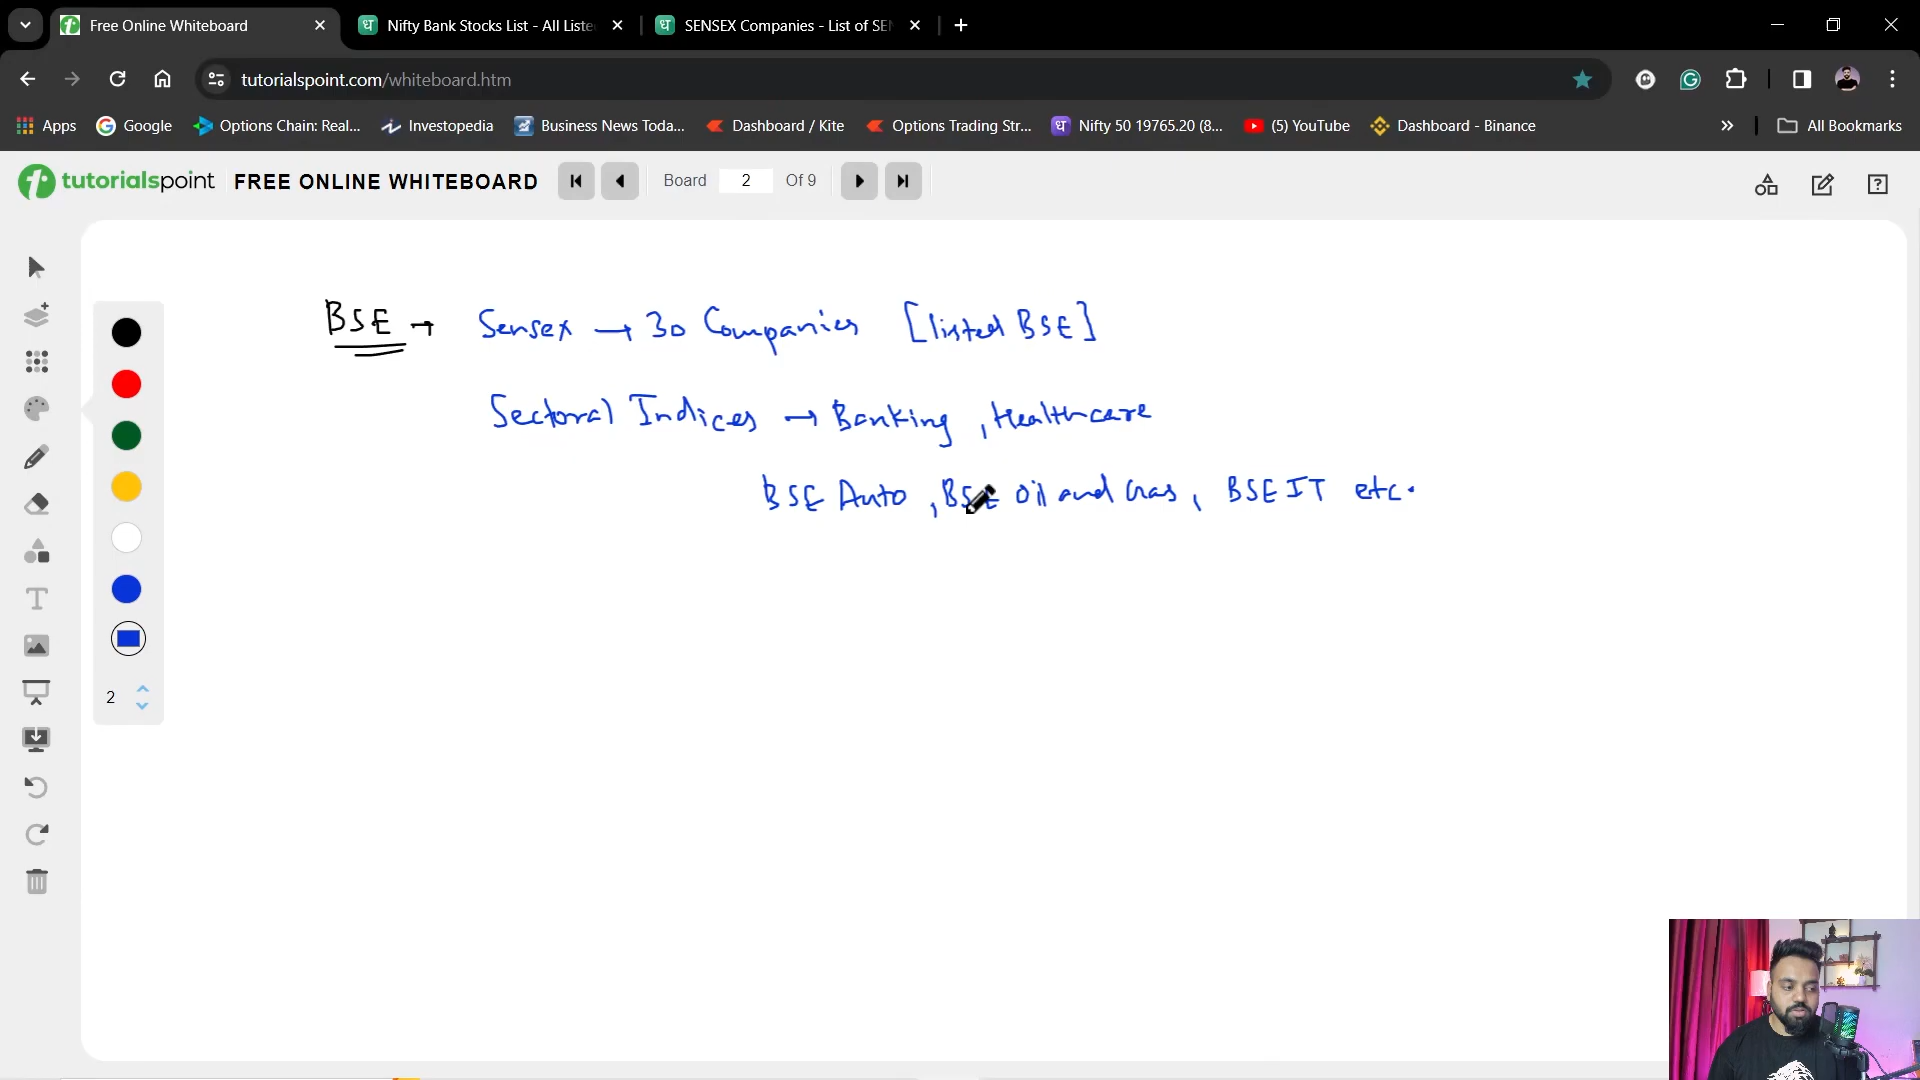 Free Online Whiteboard
Nifty Bank Stocks List - All Liste
SENSEX Companies - List of SEN
tutorialspoint.com/whiteboard.htm
Apps
Google
Options Chain: Real...
Investopedia
Business News Toda...
Dashboard / Kite
Options Trading Str...
Nifty 50 19765.20 (8...
(5) YouTube
Dashboard - Binance
All Bookmarks
tutorialspoint
FREE ONLINE WHITEBOARD
Board 2 Of 9
BSE → Sensex → 30 Companies [listed BSE]
Sectoral Indices → Banking, Healthcare
BSE Auto, BSE Oil and Gas, BSE IT etc.
2